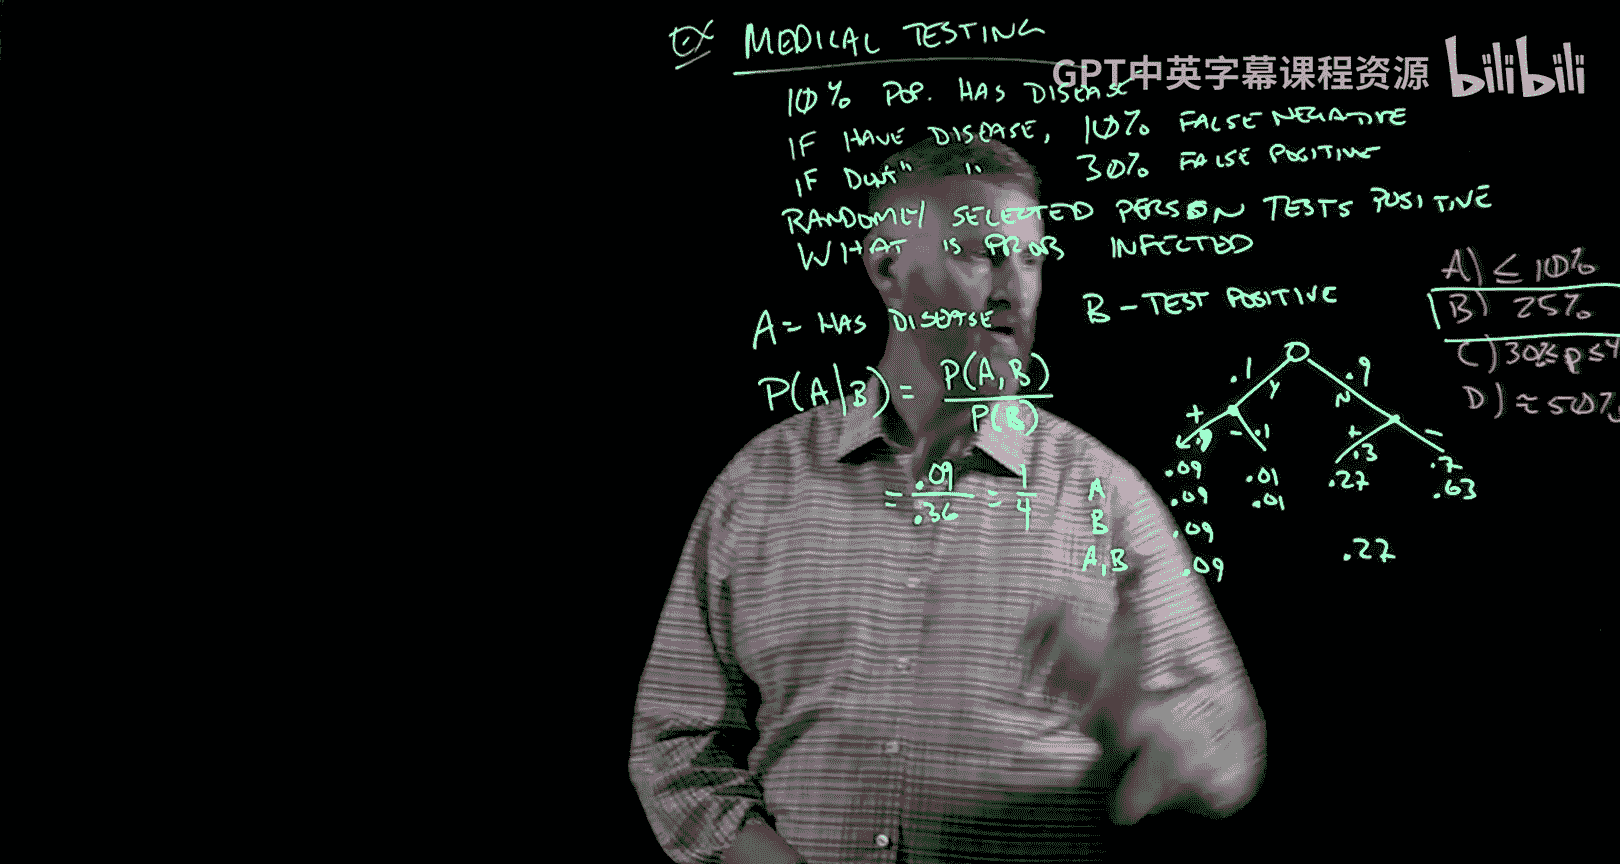 EX MEDICAL TESTING
GPT中英字幕课程资源 bilibili
10% POP. HAS DISEASE
IF HAVE DISEASE, 10% FALSE NEGATIVE
IF DON'T " 30% FALSE POSITIVE
RANDOMLY SELECTED PERSON TESTS POSITIVE
WHAT IS PROB INFECTED
A) ≤ 10%
B) 25%
C) 30% ≤ P ≤ 4
D) ≈ 50%
A = HAS DISEASE B - TEST POSITIVE
P(A|B) = P(A,B) / P(B)
= .09 / .36 = 1/4
.1 Y .9 N
+ .9 - .1 + .3 - .7
.09 .01 .27 .63
A .09 .01
B .09 .27
A,B .09